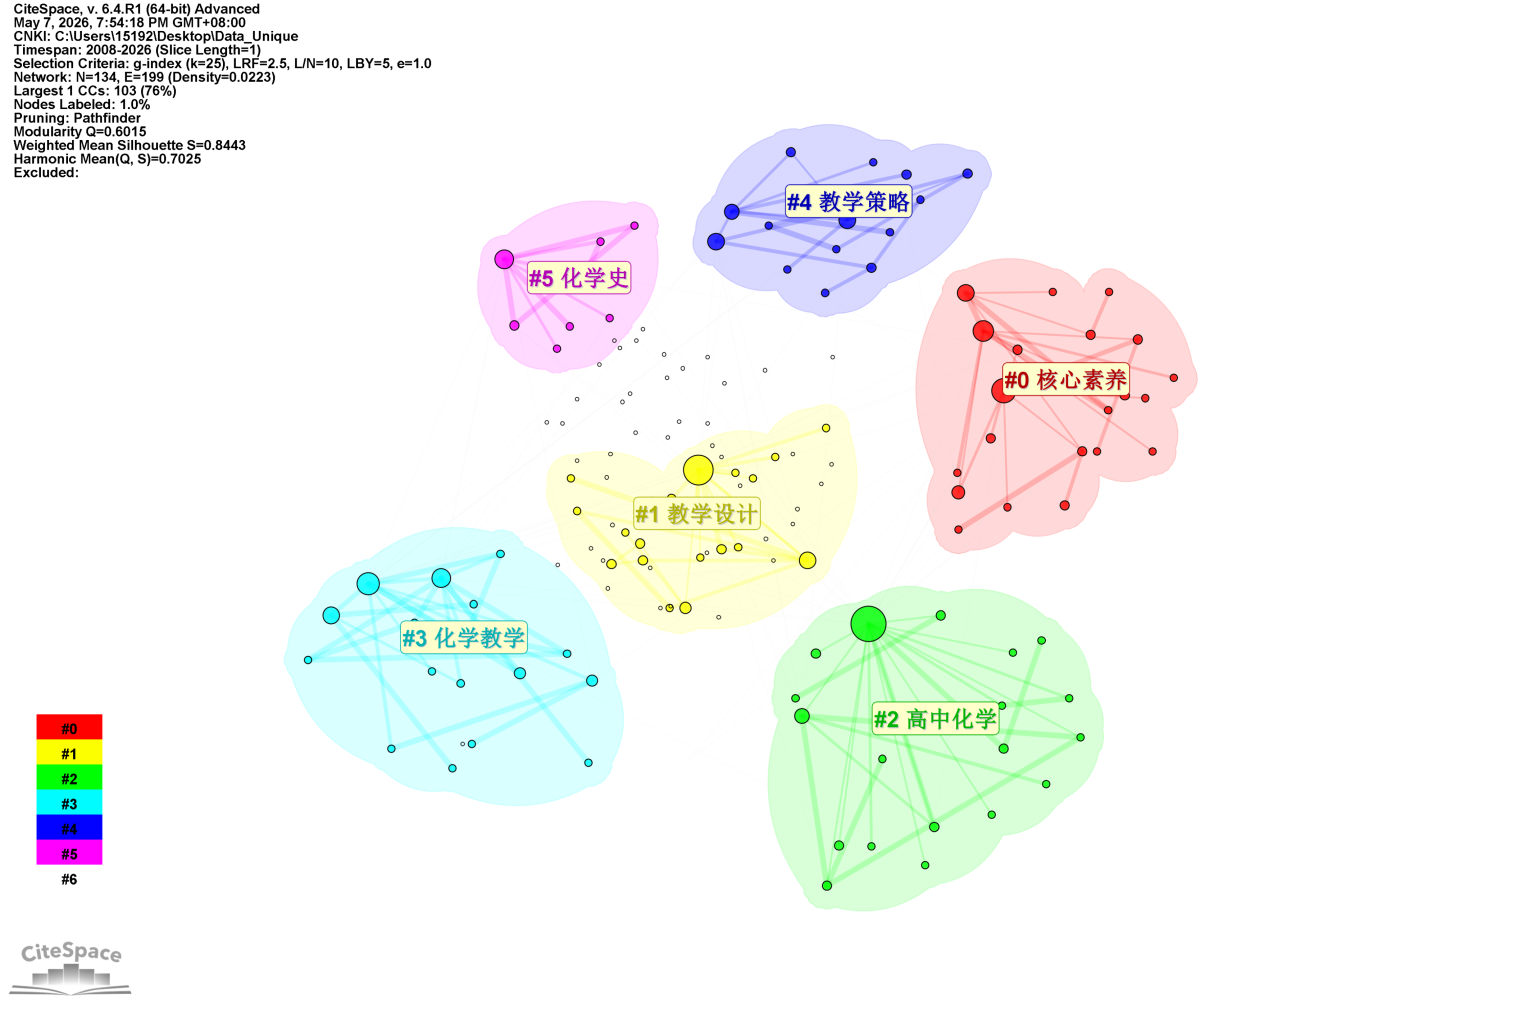 CiteSpace, v. 6.4.R1 (64-bit) Advanced
May 7, 2026, 7:54:18 PM GMT+08:00
CNKI: C:\Users\15192\Desktop\Data_Unique
Timespan: 2008-2026 (Slice Length=1)
Selection Criteria: g-index (k=25), LRF=2.5, L/N=10, LBY=5, e=1.0
Network: N=134, E=199 (Density=0.0223)
Largest 1 CCs: 103 (76%)
Nodes Labeled: 1.0%
Pruning: Pathfinder
Modularity Q=0.6015
Weighted Mean Silhouette S=0.8443
Harmonic Mean(Q, S)=0.7025
Excluded:
#4 教学策略
#5 化学史
#0 核心素养
#1 教学设计
#3 化学教学
#2 高中化学
#0
#1
#2
#3
#4
#5
#6
CiteSpace